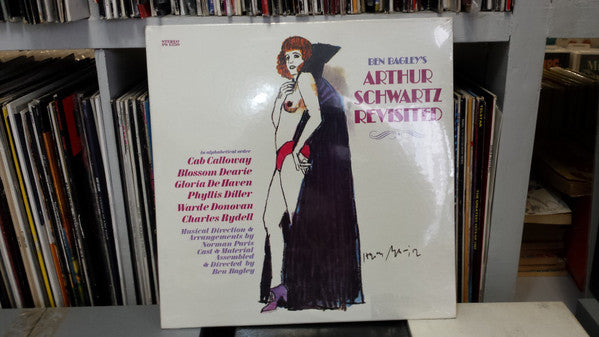 STEREO
BEN BAGLEY'S
ARTHUR
SCHWARTZ
REVISITED
in alphabetical order
Cab Calloway
Blossom Dearie
Gloria De Haven
Phyllis Diller
Warde Donovan
Charles Rydell
Musical Direction &
Arrangements by
Norman Paris
Cast & Material
Assembled
& Directed by
Ben Bagley